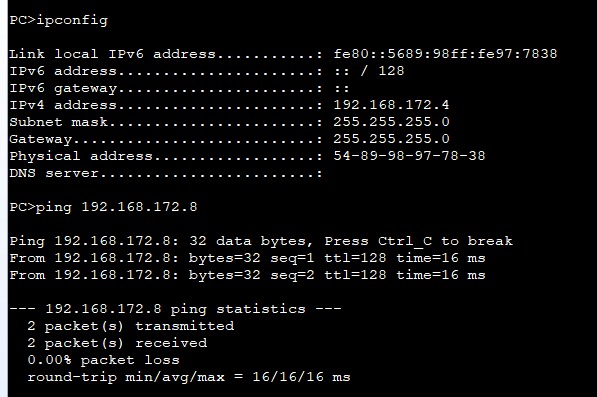 PC>ipconfig
Link local IPv6 address...........: fe80::5689:98ff:fe97:7838
IPv6 address......................: :: / 128
IPv6 gateway......................: ::
IPv4 address......................: 192.168.172.4
Subnet mask.......................: 255.255.255.0
Gateway...........................: 255.255.255.0
Physical address..................: 54-89-98-97-78-38
DNS server........................:
PC>ping 192.168.172.8
Ping 192.168.172.8: 32 data bytes, Press Ctrl_C to break
From 192.168.172.8: bytes=32 seq=1 ttl=128 time=16 ms
From 192.168.172.8: bytes=32 seq=2 ttl=128 time=16 ms
--- 192.168.172.8 ping statistics ---
2 packet(s) transmitted
2 packet(s) received
0.00% packet loss
round-trip min/avg/max = 16/16/16 ms